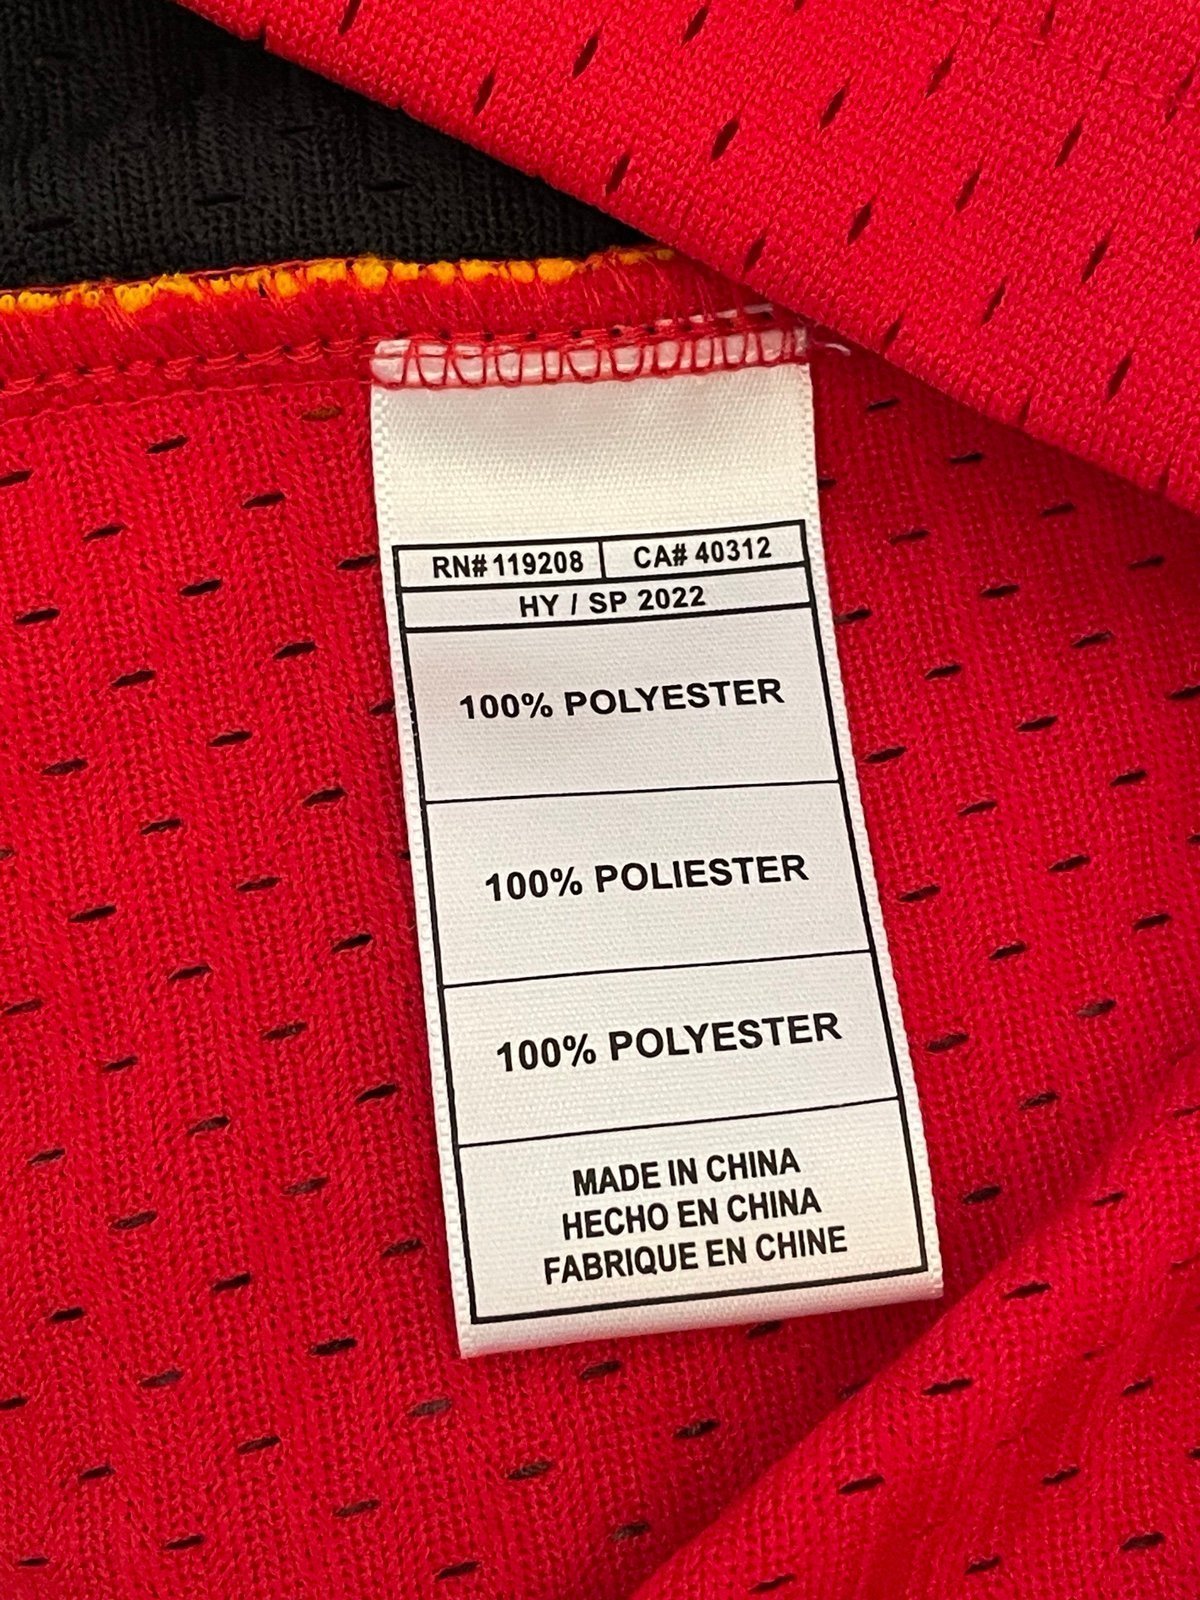 RN# 119208 CA# 40312
HY / SP 2022
100% POLYESTER
100% POLIESTER
100% POLYESTER
MADE IN CHINA
HECHO EN CHINA
FABRIQUE EN CHINE